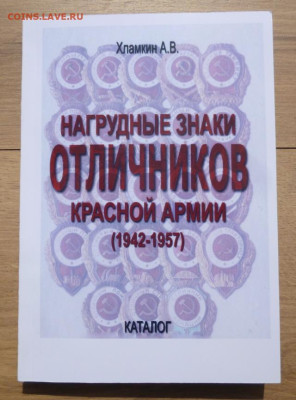 COINS.LAVE.RU
Хламкин А.В.
НАГРУДНЫЕ ЗНАКИ
ОТЛИЧНИКОВ
КРАСНОЙ АРМИИ
(1942-1957)
КАТАЛОГ